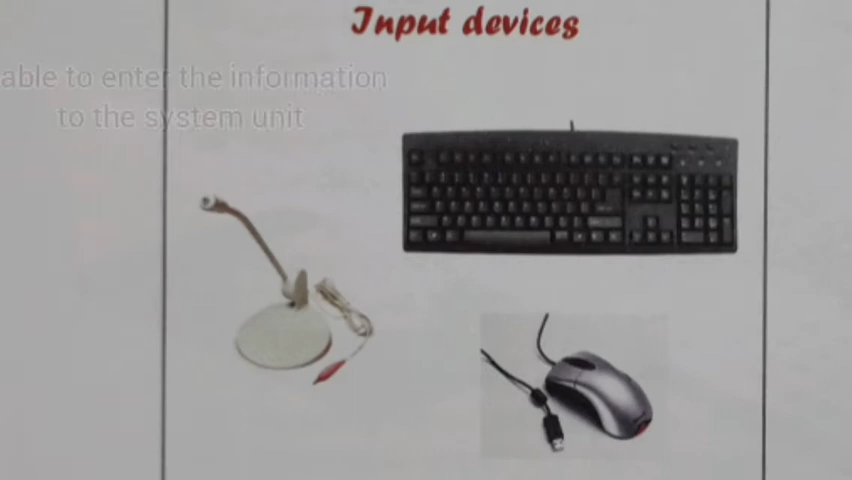 Input devices
able to enter the information
to the system unit